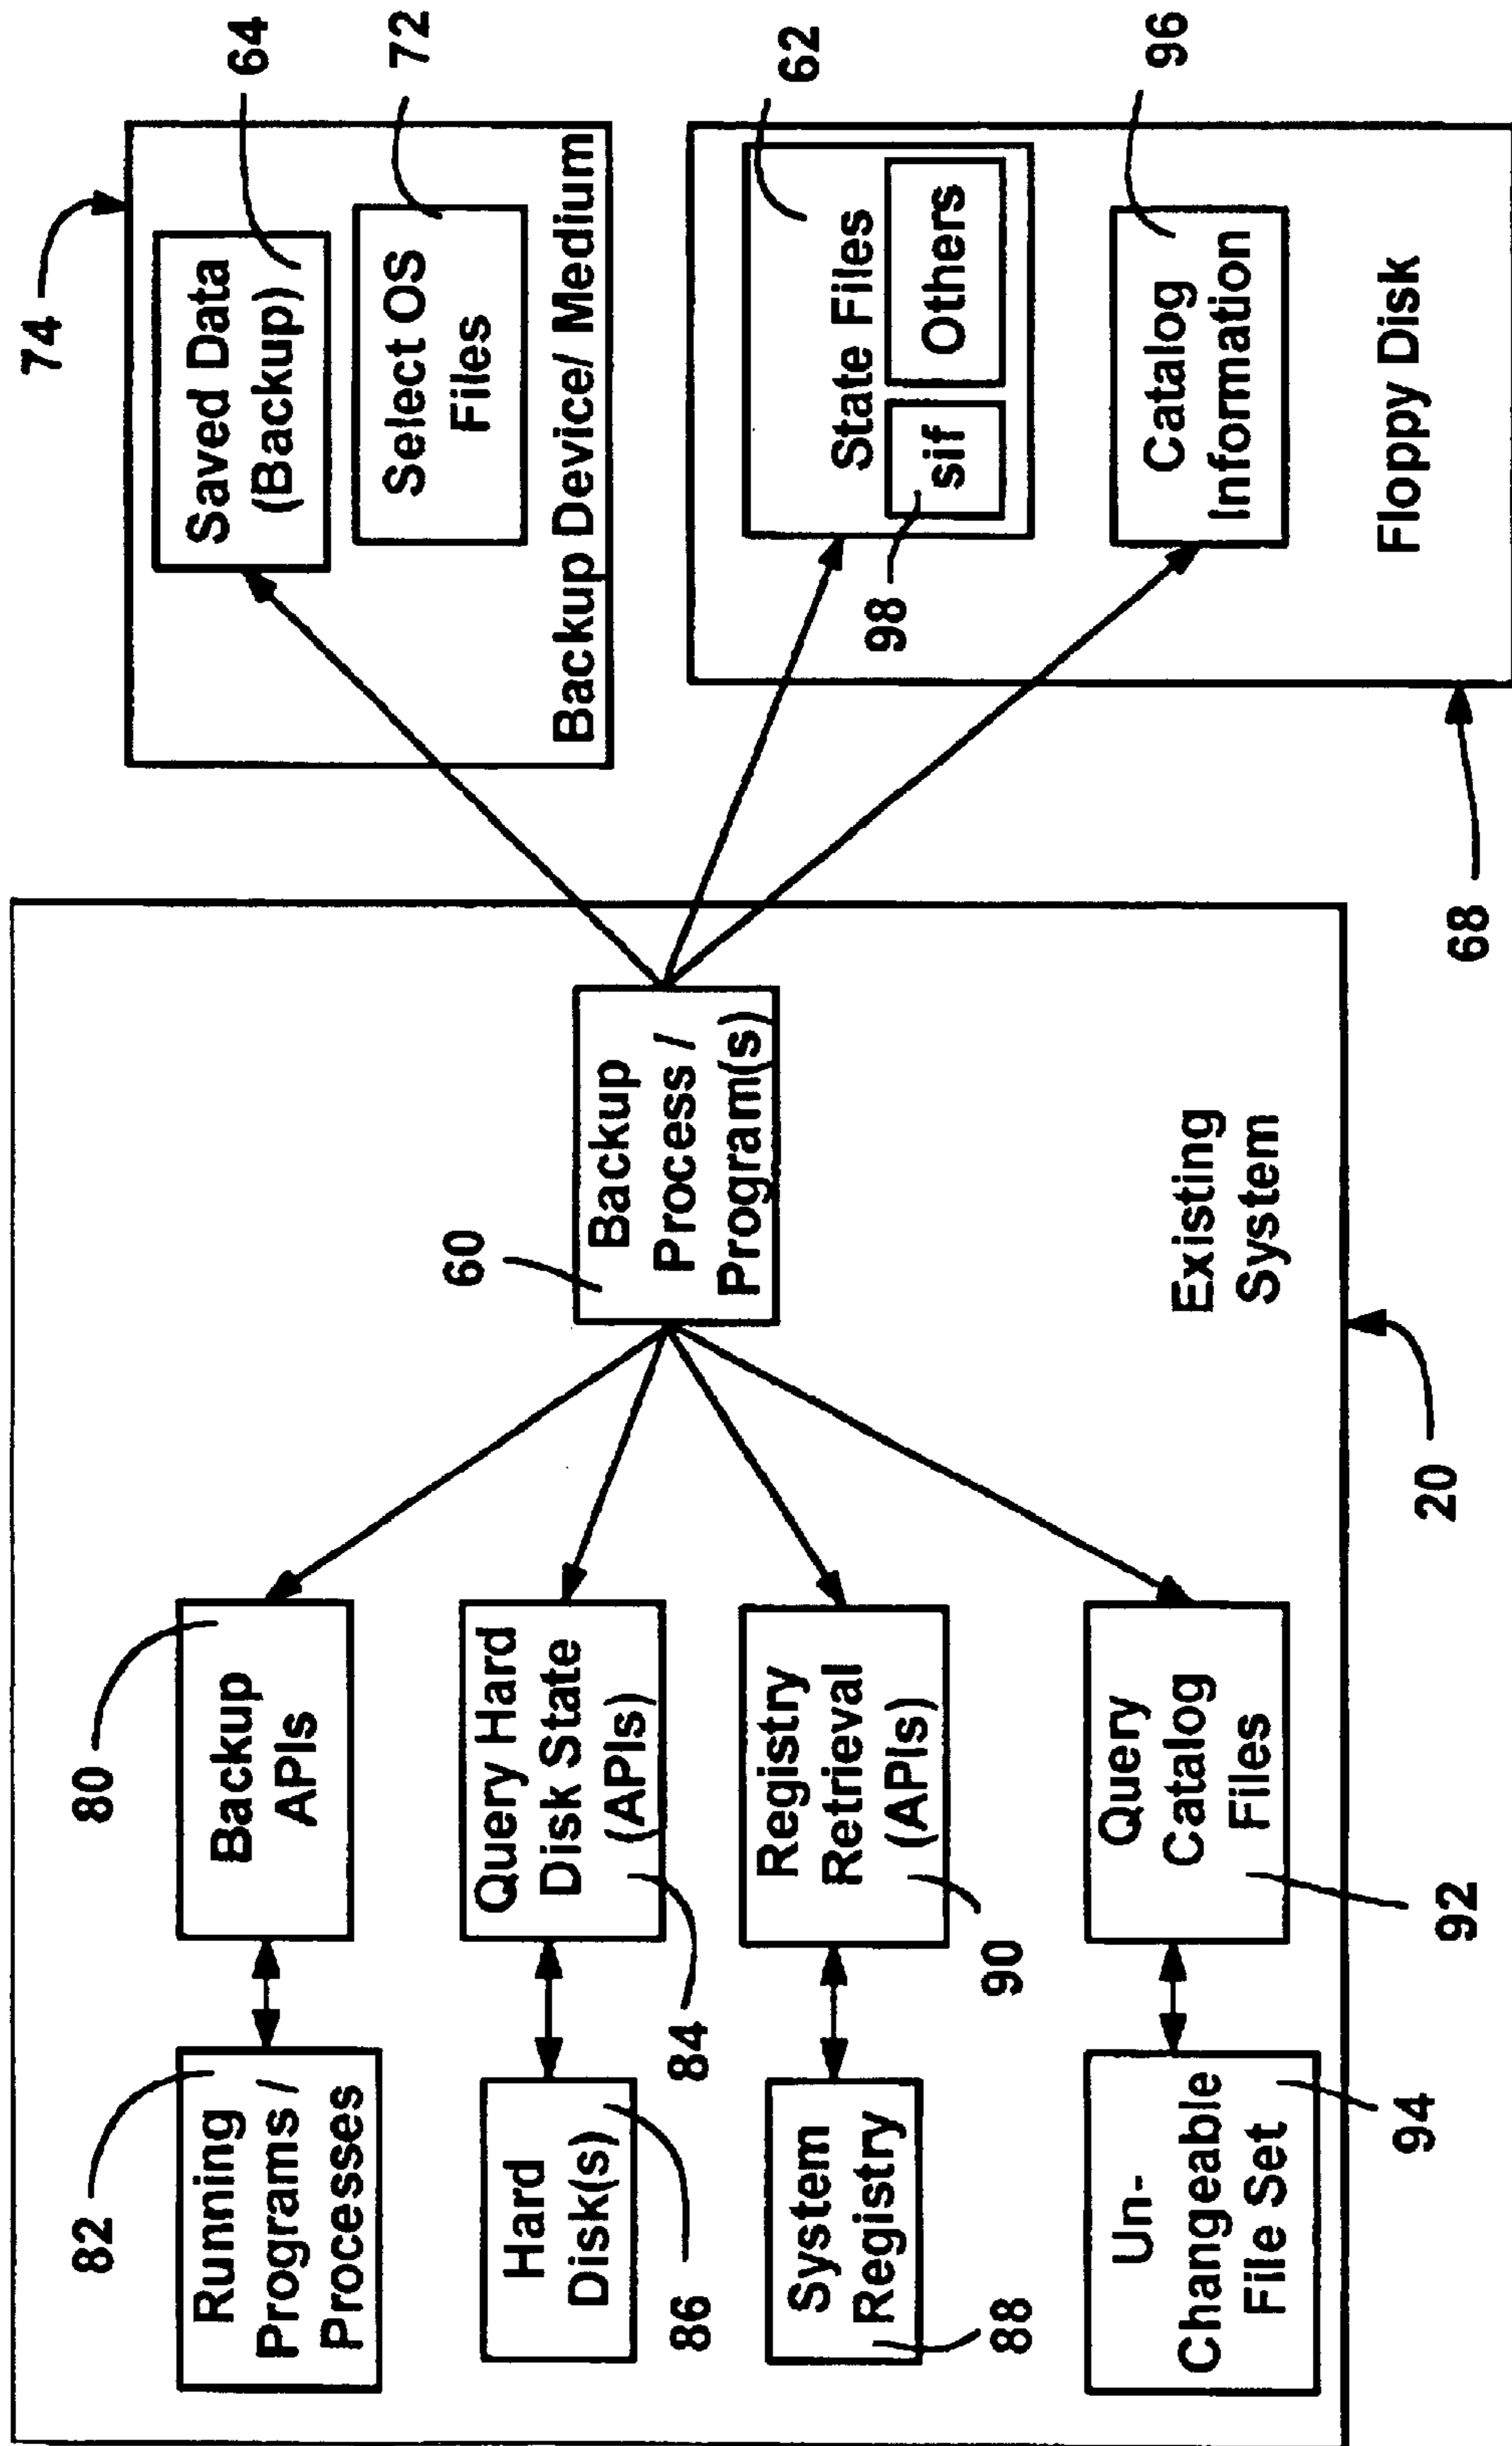 82
Running
Programs /
Processes
80
Backup
APIs
Hard
Disk(s)
86
Query Hard
Disk State
(APIs)
84
System
Registry
88
Registry
Retrieval
(APIs)
90
Un-
Changeable
File Set
94
Query
Catalog
Files
92
60
Backup
Process /
Program(s)
Existing
System
20
74
Saved Data
(Backup)
64
Select OS
Files
72
Backup Device/ Medium
State Files
62
sif
Others
98
Catalog
Information
96
Floppy Disk
68